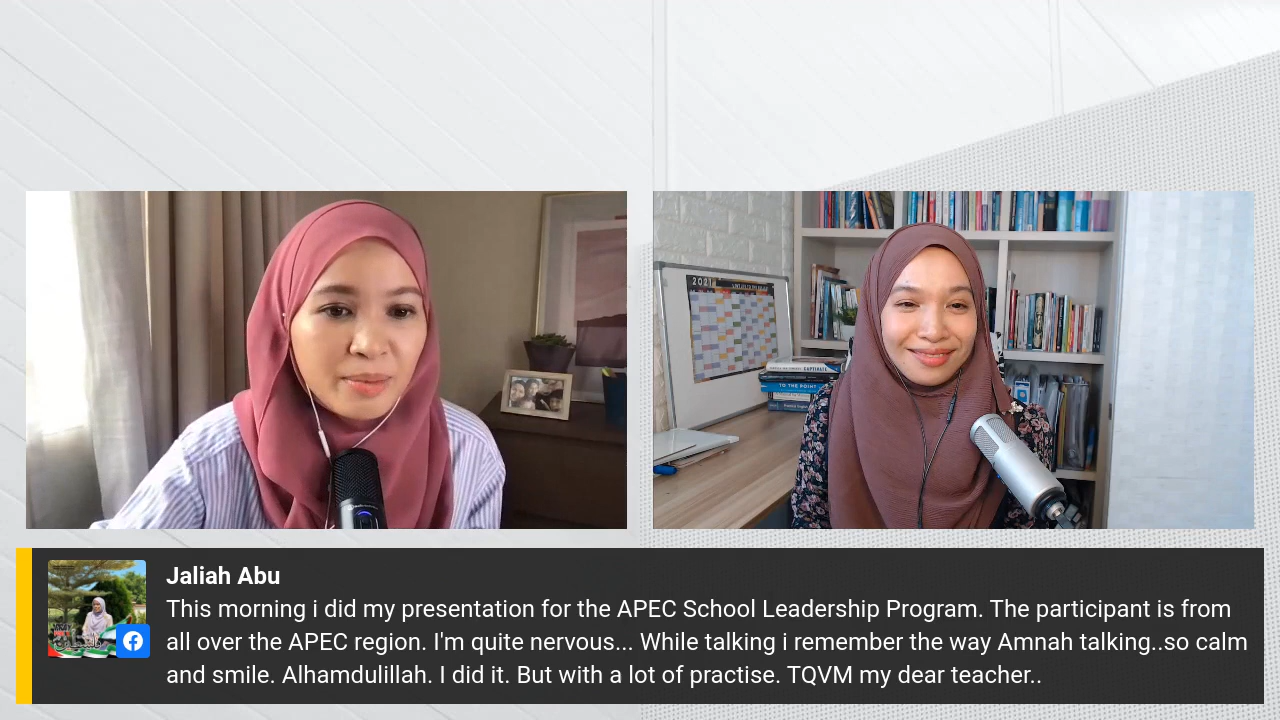 2021
CAPTIVATE
TO THE POINT
Jaliah Abu
This morning i did my presentation for the APEC School Leadership Program. The participant is from
all over the APEC region. I'm quite nervous... While talking i remember the way Amnah talking..so calm
and smile. Alhamdulillah. I did it. But with a lot of practise. TQVM my dear teacher..